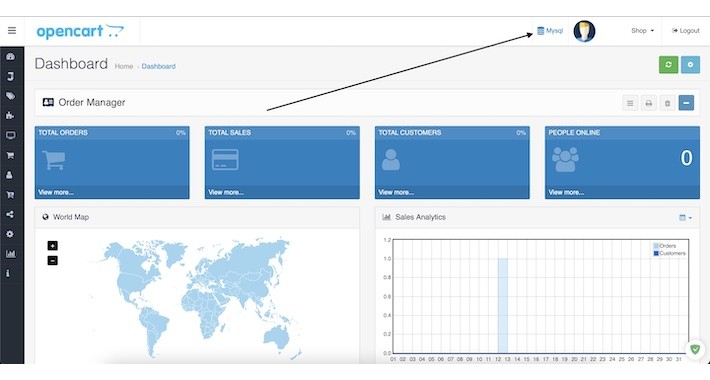 opencart
Mysql
Shop
Logout
Dashboard
Home › Dashboard
Order Manager
TOTAL ORDERS 0%
View more...
TOTAL SALES 0%
View more...
TOTAL CUSTOMERS 0%
View more...
PEOPLE ONLINE
0
View more...
World Map
+
−
Sales Analytics
Orders
Customers
1.2
1.0
0.8
0.6
0.4
0.2
0.0
01 02 03 04 05 06 07 08 09 10 11 12 13 14 15 16 17 18 19 20 21 22 23 24 25 26 27 28 29 30 31